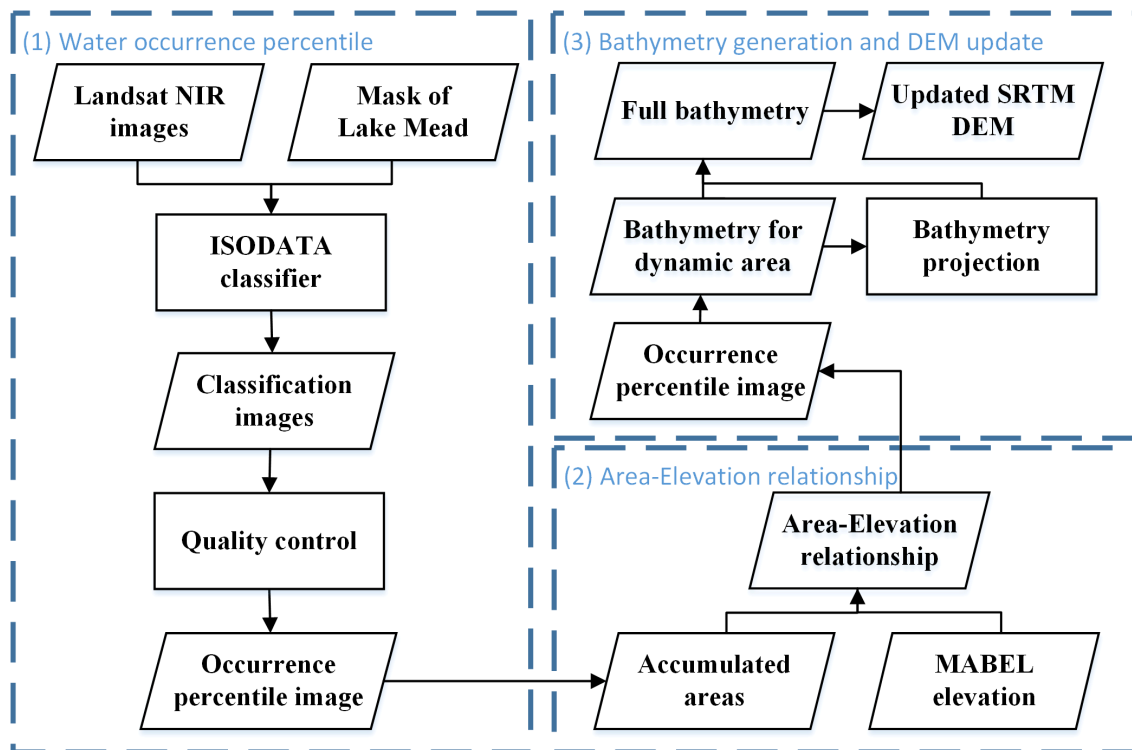 (1) Water occurrence percentile
Landsat NIR
images
Mask of
Lake Mead
ISODATA
classifier
Classification
images
Quality control
Occurrence
percentile image
(3) Bathymetry generation and DEM update
Full bathymetry
Updated SRTM
DEM
Bathymetry for
dynamic area
Bathymetry
projection
Occurrence
percentile image
(2) Area-Elevation relationship
Area-Elevation
relationship
Accumulated
areas
MABEL
elevation